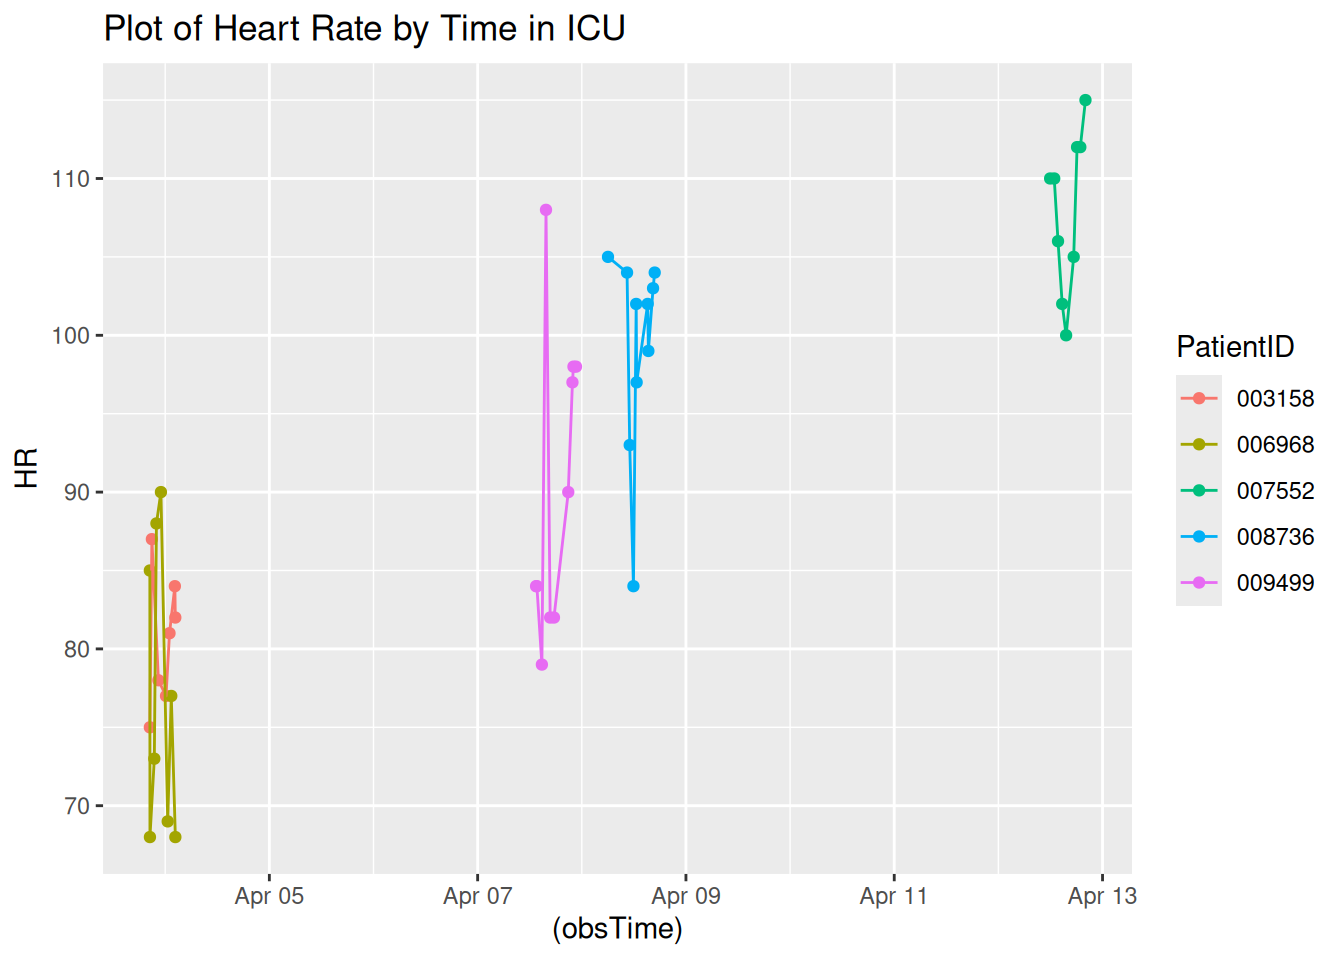 Plot of Heart Rate by Time in ICU
HR
110
100
90
80
70
Apr 05
Apr 07
Apr 09
Apr 11
Apr 13
(obsTime)
PatientID
003158
006968
007552
008736
009499